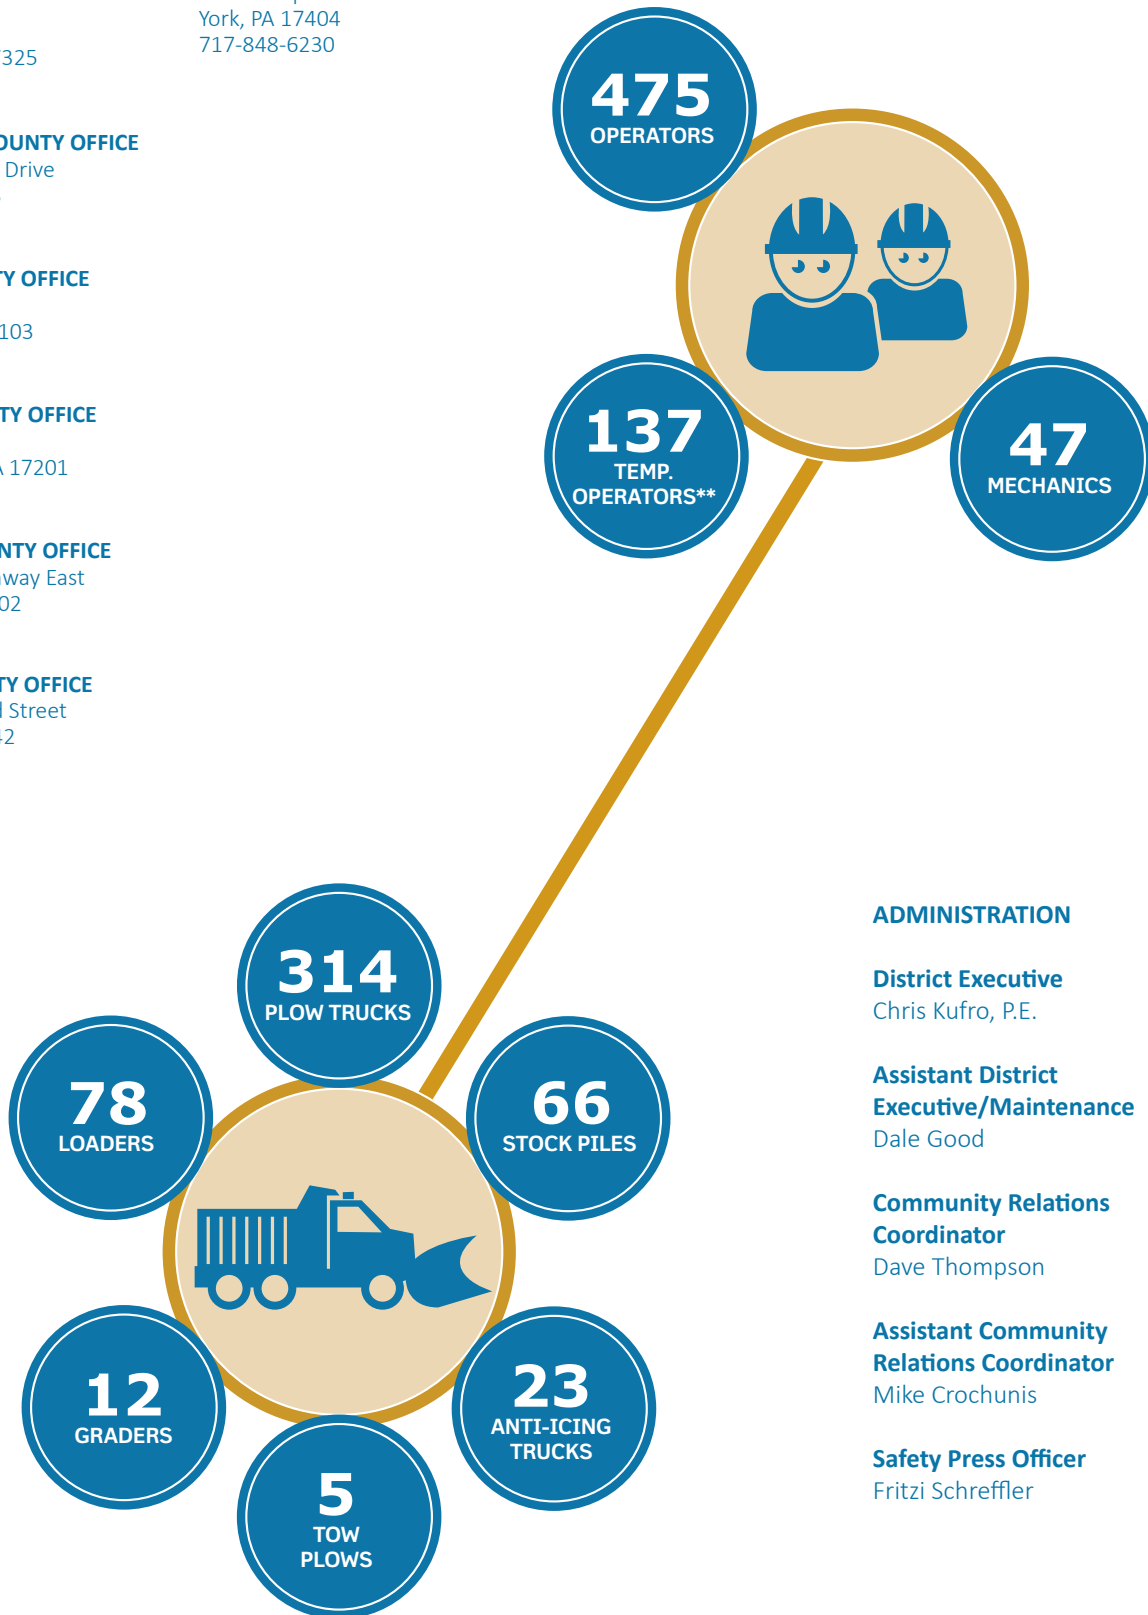 York, PA 17404
717-848-6230
7325
OUNTY OFFICE
Drive
TY OFFICE
103
TY OFFICE
A 17201
NTY OFFICE
way East
02
TY OFFICE
Street
42
475
OPERATORS
137
TEMP.
OPERATORS**
47
MECHANICS
314
PLOW TRUCKS
78
LOADERS
66
STOCK PILES
12
GRADERS
23
ANTI-ICING
TRUCKS
5
TOW
PLOWS
ADMINISTRATION
District Executive
Chris Kufro, P.E.
Assistant District
Executive/Maintenance
Dale Good
Community Relations
Coordinator
Dave Thompson
Assistant Community
Relations Coordinator
Mike Crochunis
Safety Press Officer
Fritzi Schreffler